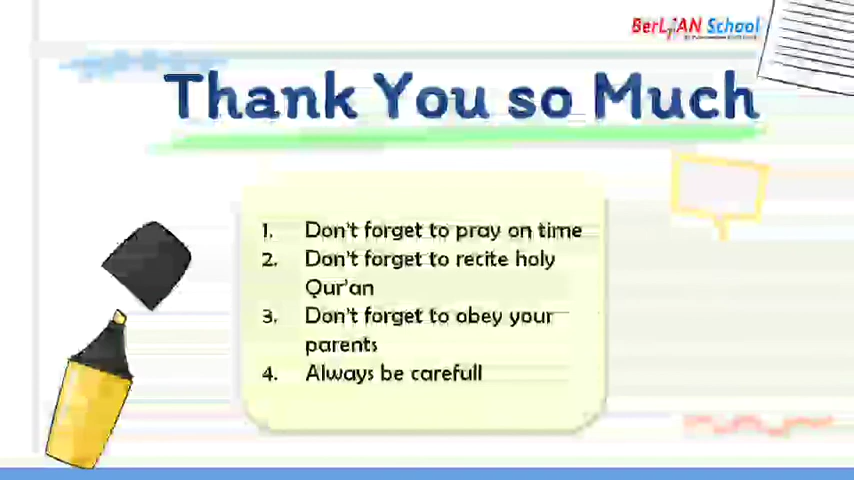 BerLJAN School
Thank You so Much
1. Don't forget to pray on time
2. Don't forget to recite holy
Qur'an
3. Don't forget to obey your
parents
4. Always be carefull